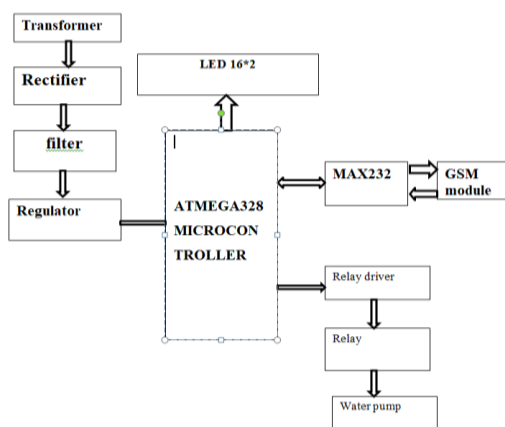 Transformer
Rectifier
filter
Regulator
LED 16*2
ATMEGA328
MICROCON
TROLLER
MAX232
GSM
module
Relay driver
Relay
Water pump